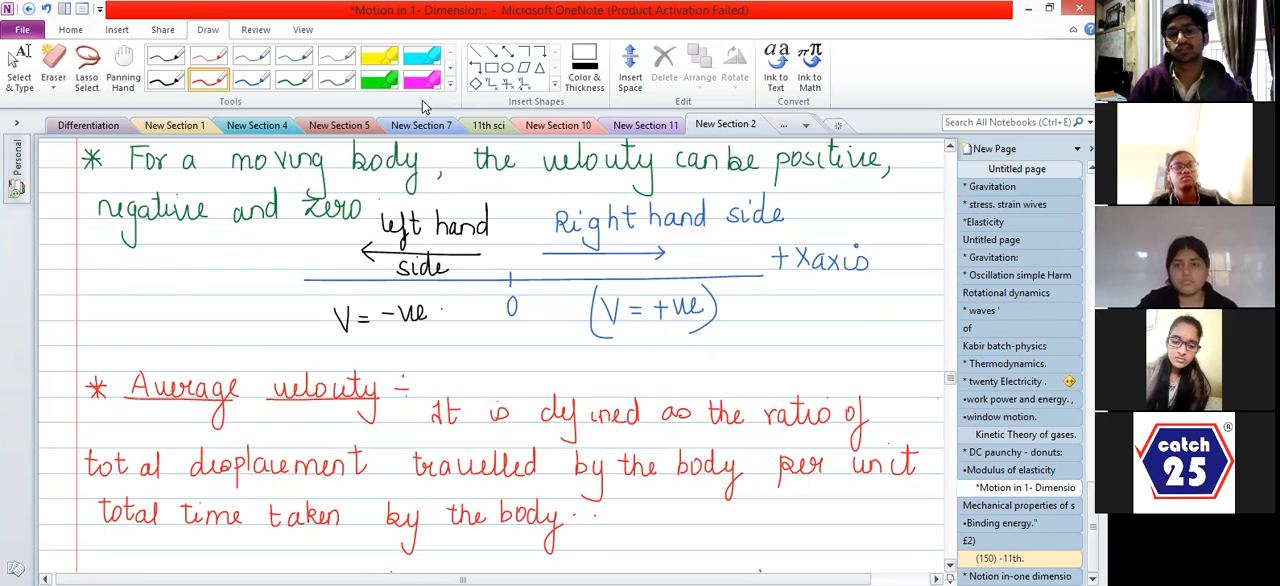 *Motion in 1- Dimension ; - Microsoft OneNote (Product Activation Failed)
File Home Insert Share Draw Review View
Select & Type
Eraser
Lasso Select
Panning Hand
Color & Thickness
Insert Space
Delete
Arrange
Rotate
Ink to Text
Ink to Math
Tools
Insert Shapes
Edit
Convert
Differentiation New Section 1 New Section 4 New Section 5 New Section 7 11th sci New Section 10 New Section 11 New Section 2 ...
Search All Notebooks (Ctrl+E)
Personal
* For a moving body, the velouty can be positive,
negative and zero
left hand
side
Right hand side
+ X axis
0
V = -ve
(V = +ve)
* Average velouty :-
It is defined as the ratio of
total displacement travelled by the body per unit
total time taken by the body..
New Page
Untitled page
* Gravitation
* stress. strain wives
*Elasticity
Untitled page
* Gravitation:
* Oscillation simple Harm
Rotational dynamics
* waves '
of
Kabir batch-physics
* Thermodynamics.
* twenty Electricity .
•work power and energy. ,
•window motion.
Kinetic Theory of gases.
* DC paunchy - donuts:
•Modulus of elasticity
*Motion in 1- Dimensio
Mechanical properties of s
•Binding energy."
£2)
(150) -11th.
* Notion in-one dimensio
catch
25
®